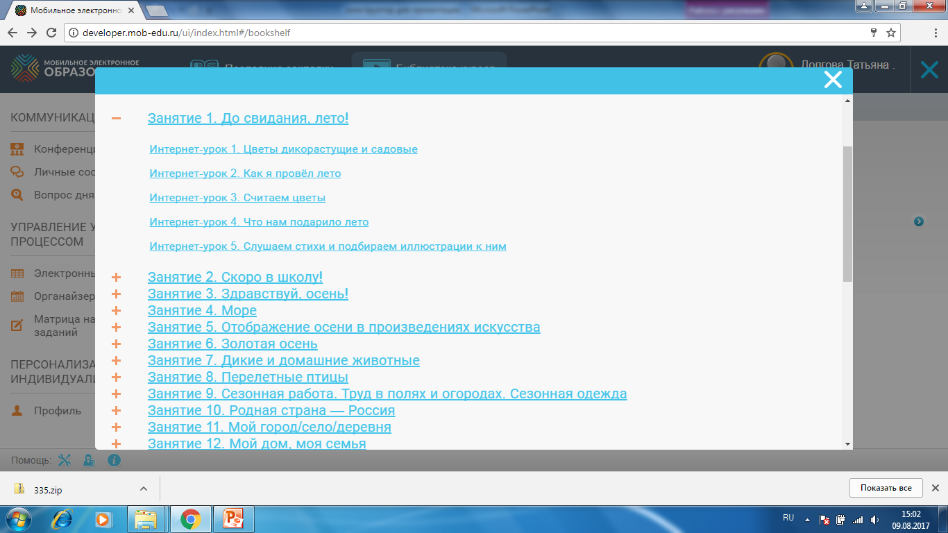 Мобильное электронно
developer.mob-edu.ru/ui/index.html#/bookshelf
МОБИЛЬНОЕ ЭЛЕКТРОННОЕ
ОБРАЗО
Долгова Татьяна .
КОММУНИКАЦ
Конференци
Личные соо
Вопрос дня
УПРАВЛЕНИЕ У
ПРОЦЕССОМ
Электронны
Органайзер
Матрица на
заданий
ПЕРСОНАЛИЗА
ИНДИВИДУАЛИ
Профиль
Занятие 1. До свидания, лето!
Интернет-урок 1. Цветы дикорастущие и садовые
Интернет-урок 2. Как я провёл лето
Интернет-урок 3. Считаем цветы
Интернет-урок 4. Что нам подарило лето
Интернет-урок 5. Слушаем стихи и подбираем иллюстрации к ним
Занятие 2. Скоро в школу!
Занятие 3. Здравствуй, осень!
Занятие 4. Море
Занятие 5. Отображение осени в произведениях искусства
Занятие 6. Золотая осень
Занятие 7. Дикие и домашние животные
Занятие 8. Перелетные птицы
Занятие 9. Сезонная работа. Труд в полях и огородах. Сезонная одежда
Занятие 10. Родная страна — Россия
Занятие 11. Мой город/село/деревня
Занятие 12. Мой дом, моя семья
Помощь:
335.zip
Показать все
RU
15:02
09.08.2017